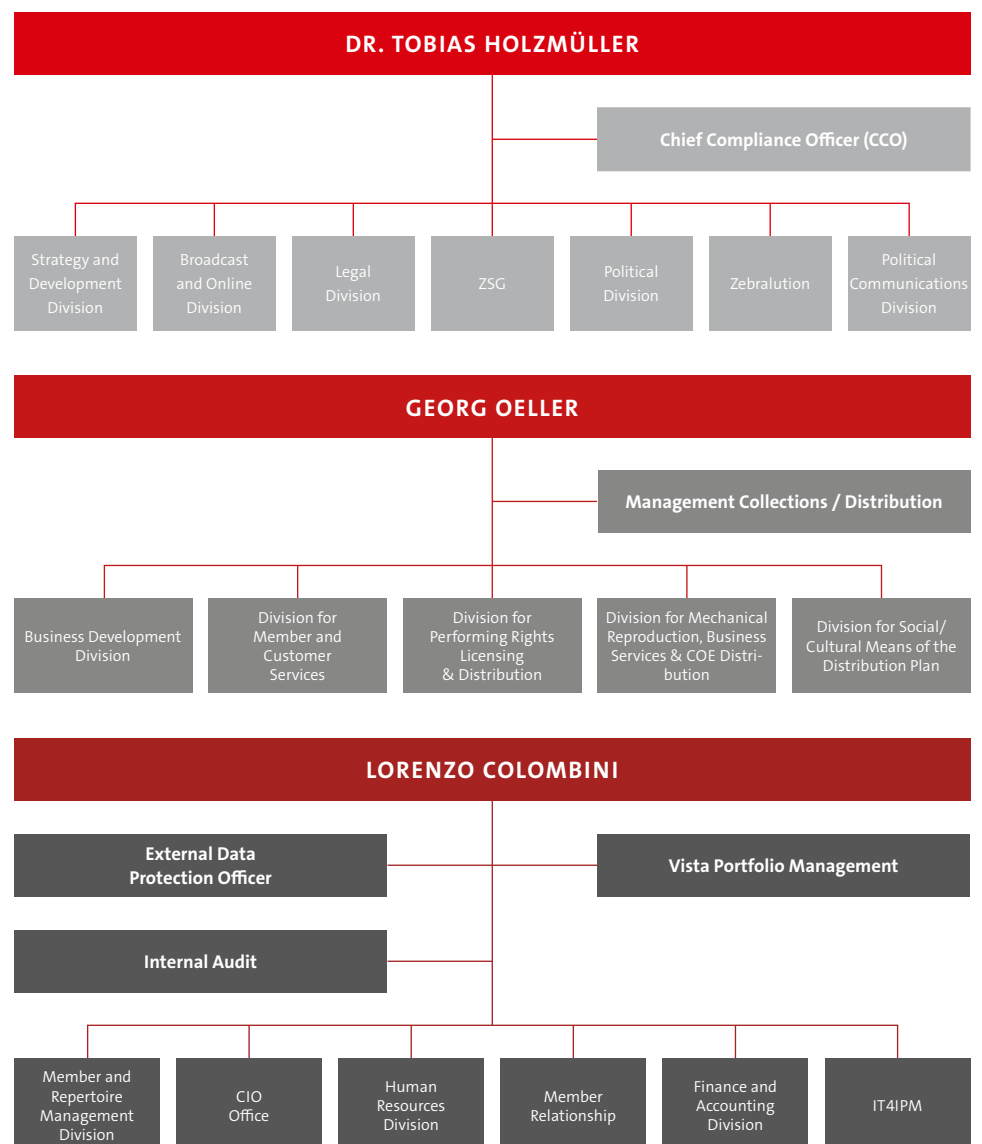 DR. TOBIAS HOLZMÜLLER
Chief Compliance Officer (CCO)
Strategy and
Development
Division
Broadcast
and Online
Division
Legal
Division
ZSG
Political
Division
Zebralution
Political
Communications
Division
GEORG OELLER
Management Collections / Distribution
Business Development
Division
Division for
Member and
Customer
Services
Division for
Performing Rights
Licensing
& Distribution
Division for Mechanical
Reproduction, Business
Services & COE Distri-
bution
Division for Social/
Cultural Means of the
Distribution Plan
LORENZO COLOMBINI
External Data
Protection Officer
Vista Portfolio Management
Internal Audit
Member and
Repertoire
Management
Division
CIO
Office
Human
Resources
Division
Member
Relationship
Finance and
Accounting
Division
IT4IPM